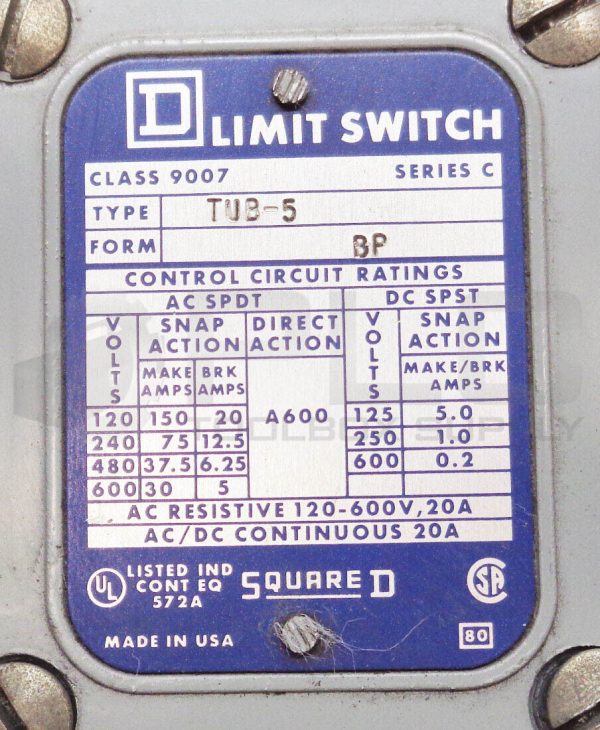 D LIMIT SWITCH
CLASS 9007 SERIES C
TYPE TUB-5
FORM BP
CONTROL CIRCUIT RATINGS
AC SPDT DC SPST
VOLTS SNAP ACTION DIRECT ACTION VOLTS SNAP ACTION
MAKE AMPS BRK AMPS MAKE/BRK AMPS
120 150 20 A600 125 5.0
240 75 12.5 250 1.0
480 37.5 6.25 600 0.2
600 30 5
AC RESISTIVE 120-600V,20A
AC/DC CONTINUOUS 20A
UL LISTED IND
CONT EQ
572A
SQUARE D
SA
MADE IN USA
80
TOOLBOX SUPPLY